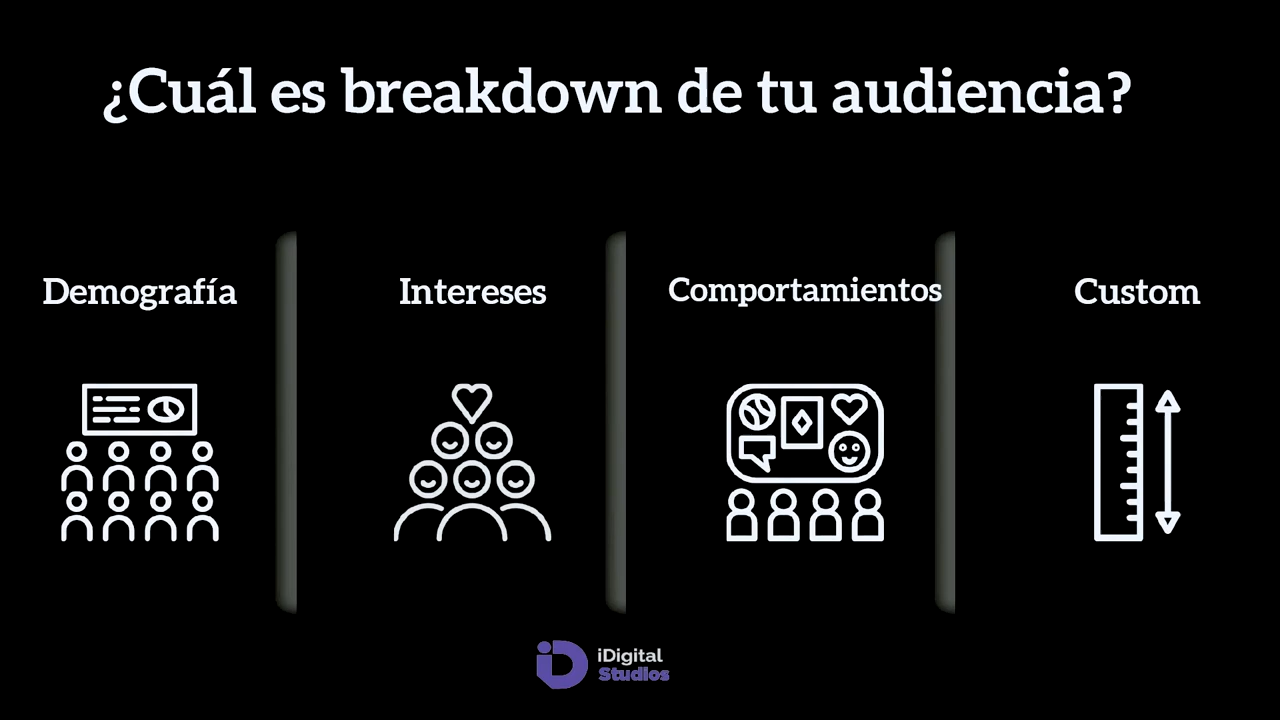 ¿Cuál es breakdown de tu audiencia?
Demografía
Intereses
Comportamientos
Custom
iDigital
Studios